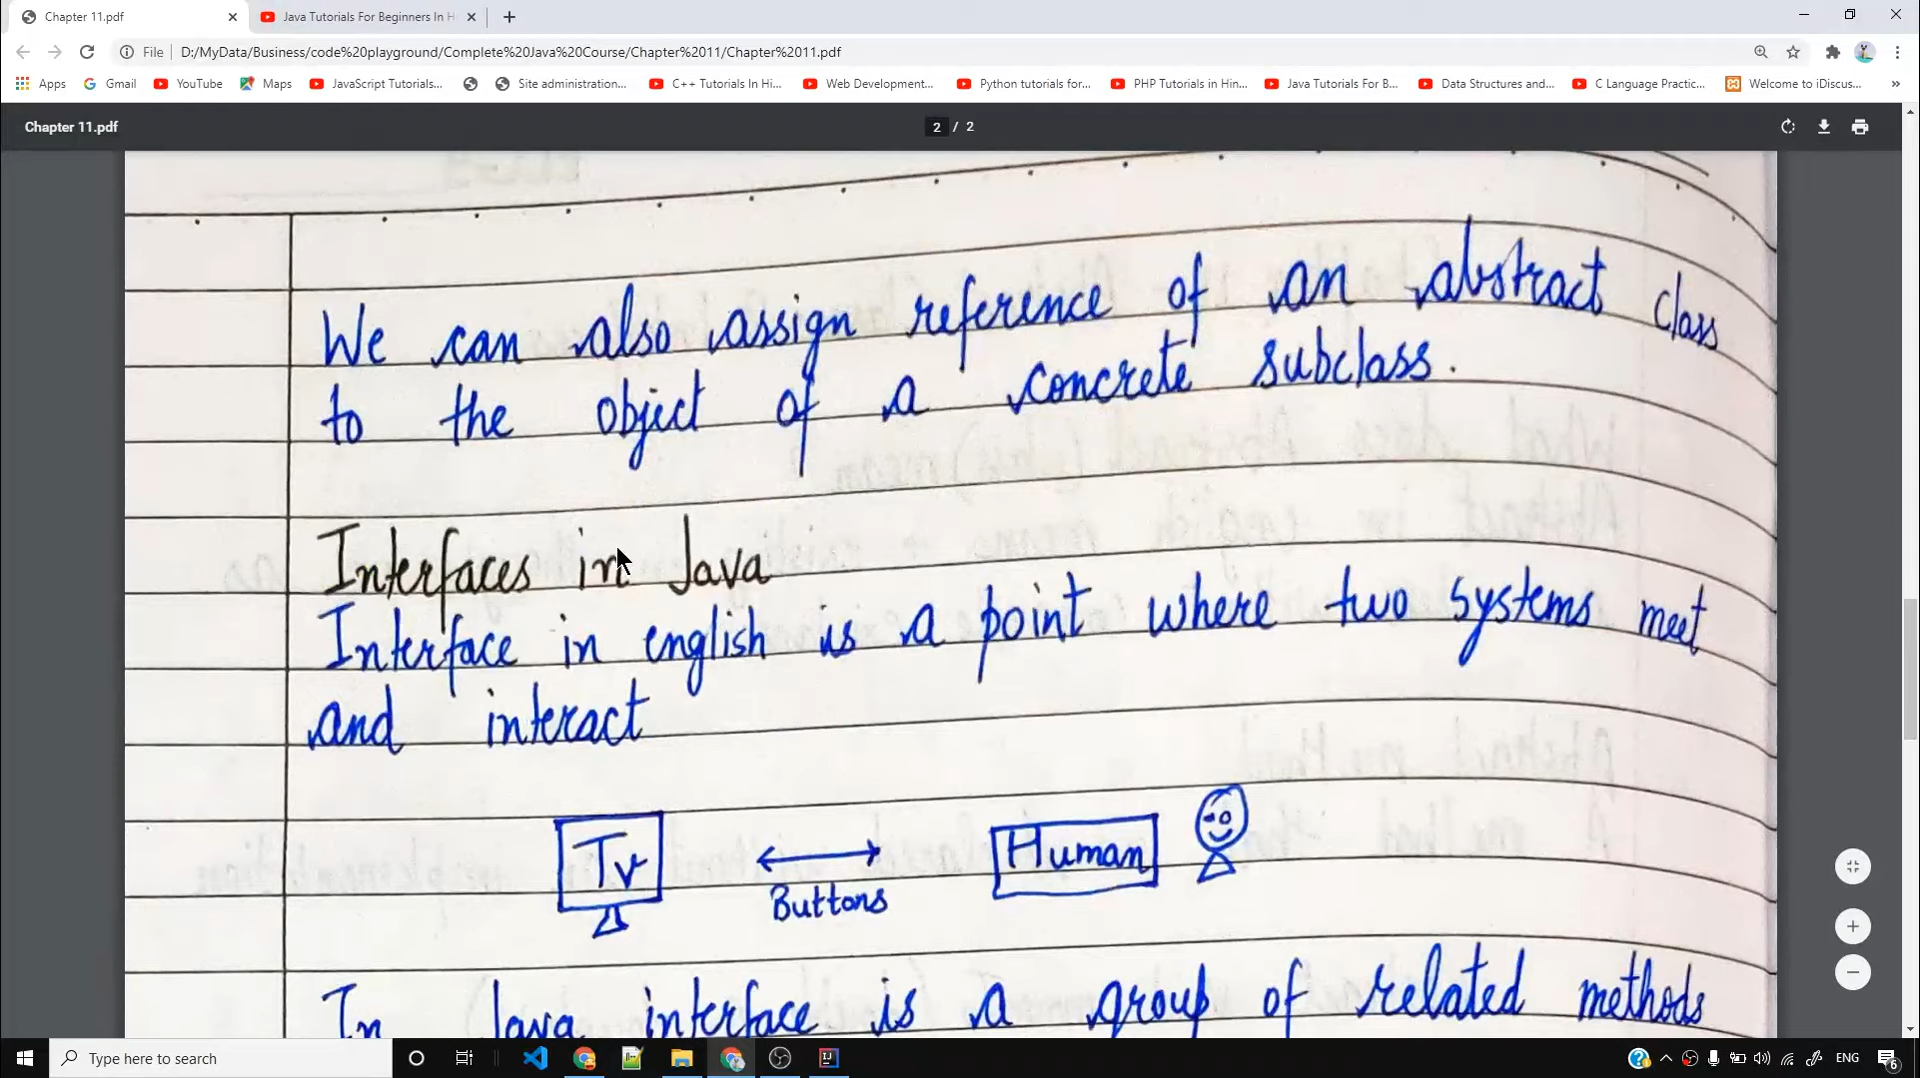 Chapter 11.pdf
Java Tutorials For Beginners In H
File
D:/MyData/Business/code%20playground/Complete%20Java%20Course/Chapter%2011/Chapter%2011.pdf
Apps
Gmail
YouTube
Maps
JavaScript Tutorials...
Site administration...
C++ Tutorials In Hi...
Web Development...
Python tutorials for...
PHP Tutorials in Hin...
Java Tutorials For B...
Data Structures and...
C Language Practic...
Welcome to iDiscus...
Chapter 11.pdf
2 / 2
We can also assign reference of an abstract class
to the object of a concrete subclass.
Interfaces in Java
Interface in english is a point where two systems meet
and interact
Tv
Buttons
Human
In Java interface is a group of related methods
Type here to search
ENG
6